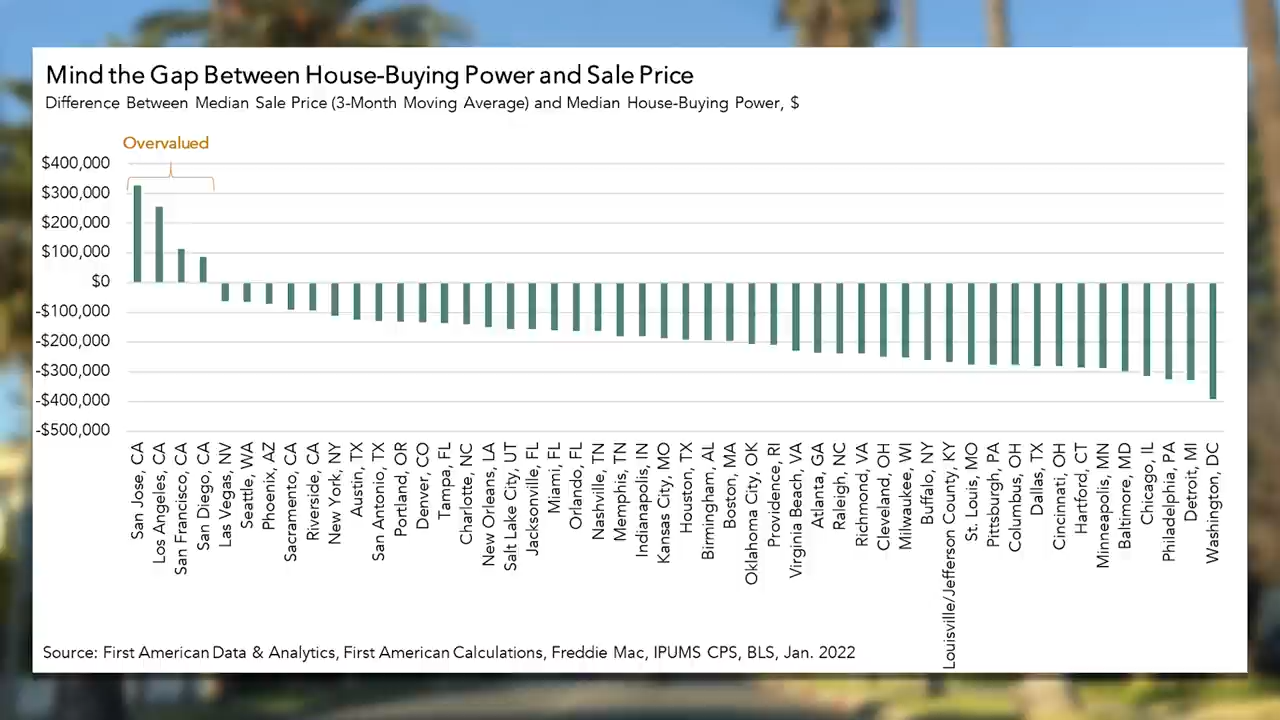 Mind the Gap Between House-Buying Power and Sale Price
Difference Between Median Sale Price (3-Month Moving Average) and Median House-Buying Power, $
Overvalued
$400,000
$300,000
$200,000
$100,000
$0
-$100,000
-$200,000
-$300,000
-$400,000
-$500,000
San Jose, CA
Los Angeles, CA
San Francisco, CA
San Diego, CA
Las Vegas, NV
Seattle, WA
Phoenix, AZ
Sacramento, CA
Riverside, CA
New York, NY
Austin, TX
San Antonio, TX
Portland, OR
Denver, CO
Tampa, FL
Charlotte, NC
New Orleans, LA
Salt Lake City, UT
Jacksonville, FL
Miami, FL
Orlando, FL
Nashville, TN
Memphis, TN
Indianapolis, IN
Kansas City, MO
Houston, TX
Birmingham, AL
Boston, MA
Oklahoma City, OK
Providence, RI
Virginia Beach, VA
Atlanta, GA
Raleigh, NC
Richmond, VA
Cleveland, OH
Milwaukee, WI
Buffalo, NY
Louisville/Jefferson County, KY
St. Louis, MO
Pittsburgh, PA
Columbus, OH
Dallas, TX
Cincinnati, OH
Hartford, CT
Minneapolis, MN
Baltimore, MD
Chicago, IL
Philadelphia, PA
Detroit, MI
Washington, DC
Source: First American Data & Analytics, First American Calculations, Freddie Mac, IPUMS CPS, BLS, Jan. 2022